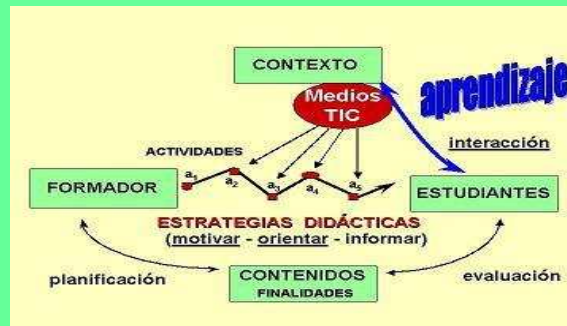 CONTEXTO
Medios
TIC
aprendizaje
interacción
ACTIVIDADES
a1
a2
a3
a4
a5
FORMADOR
ESTUDIANTES
ESTRATEGIAS DIDÁCTICAS
(motivar - orientar - informar)
planificación
CONTENIDOS
FINALIDADES
evaluación